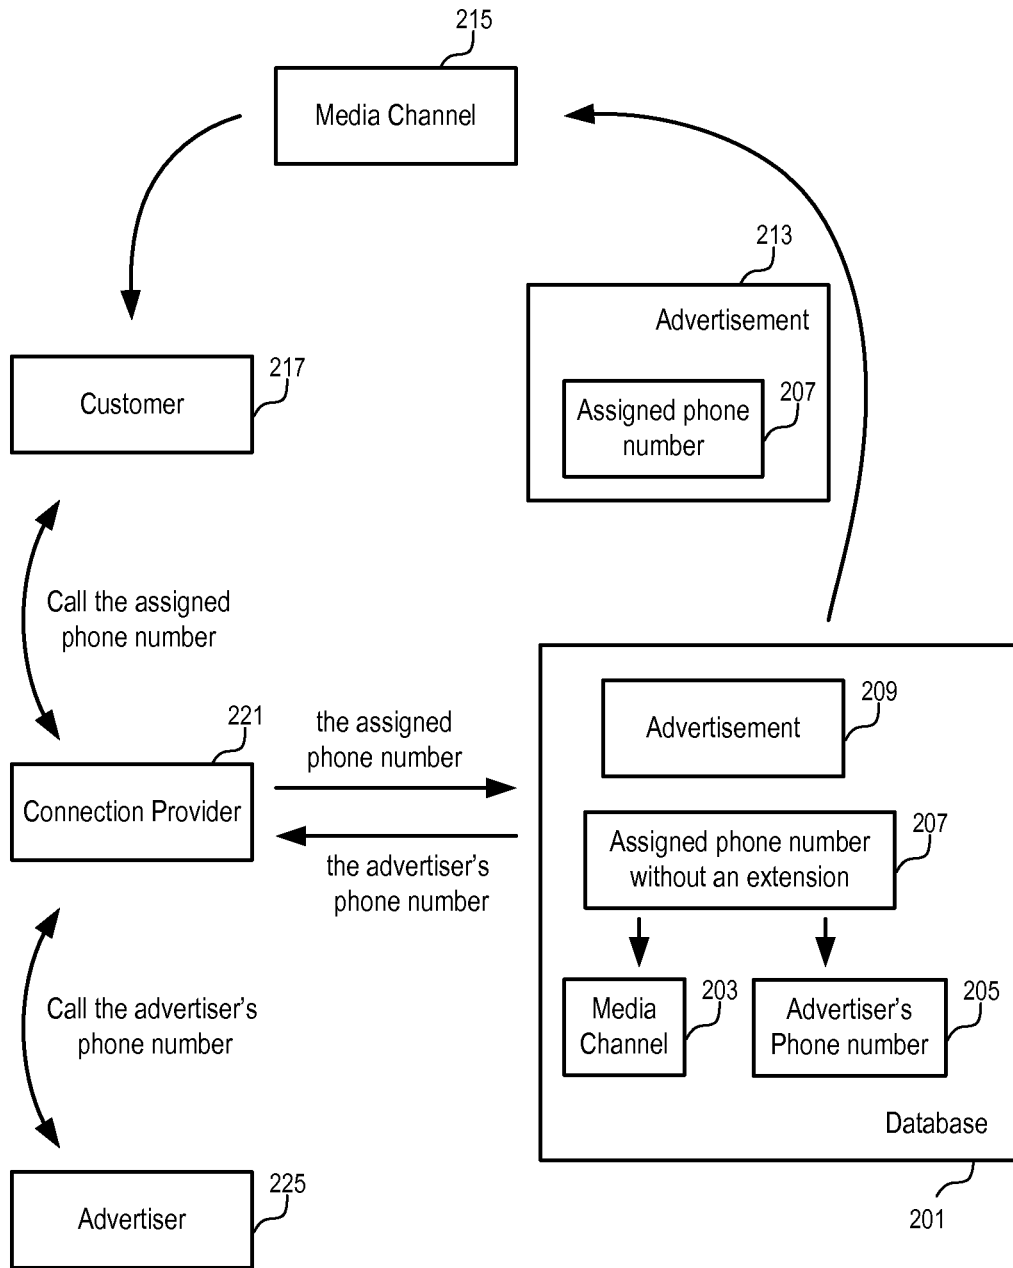 215
Media Channel
213
Advertisement
217
207
Customer
Assigned phone
number
Call the assigned
phone number
209
221
the assigned
phone number
Advertisement
Connection Provider
207
Assigned phone number
without an extension
the advertiser's
phone number
203
205
Media
Channel
Advertiser's
Phone number
Call the advertiser's
phone number
Database
225
Advertiser
201